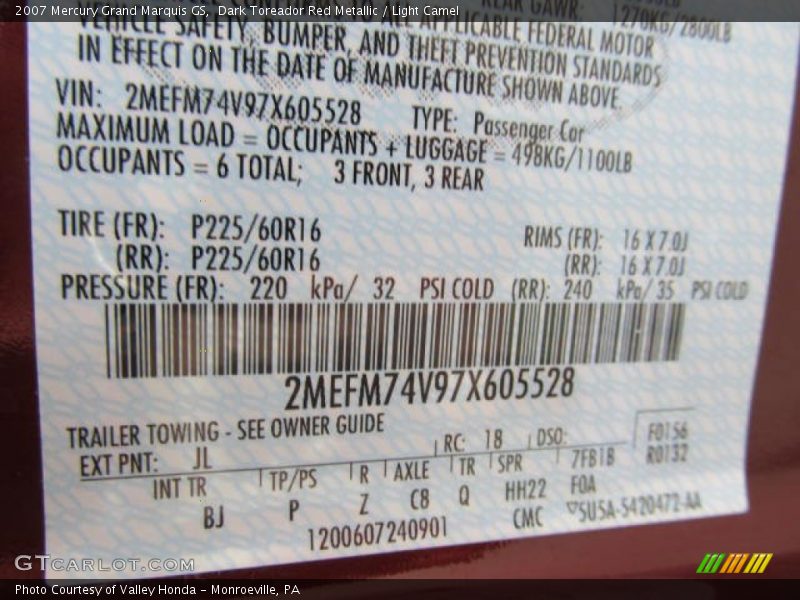 2007 Mercury Grand Marquis GS, Dark Toreador Red Metallic / Light Camel
REAR GAWR: 1270KG/2800LB
VEHICLE SAFETY, BUMPER, AND THEFT PREVENTION STANDARDS
APPLICABLE FEDERAL MOTOR
IN EFFECT ON THE DATE OF MANUFACTURE SHOWN ABOVE.
VIN: 2MEFM74V97X605528 TYPE: Passenger Car
MAXIMUM LOAD = OCCUPANTS + LUGGAGE = 498KG/1100LB
OCCUPANTS = 6 TOTAL; 3 FRONT, 3 REAR
TIRE (FR): P225/60R16 RIMS (FR): 16 X 7.0J
(RR): P225/60R16 (RR): 16 X 7.0J
PRESSURE (FR): 220 kPa/ 32 PSI COLD (RR): 240 kPa/ 35 PSI COLD
2MEFM74V97X605528
TRAILER TOWING - SEE OWNER GUIDE
EXT PNT: JL RC: 18 DSO: F0156
R0132
INT TR TP/PS R AXLE TR SPR 7FB1B
BJ P Z C8 Q HH22 FOA
1200607240901 CMC ▽SU5A-5420472-AA
GTCARLOT.COM
Photo Courtesy of Valley Honda - Monroeville, PA